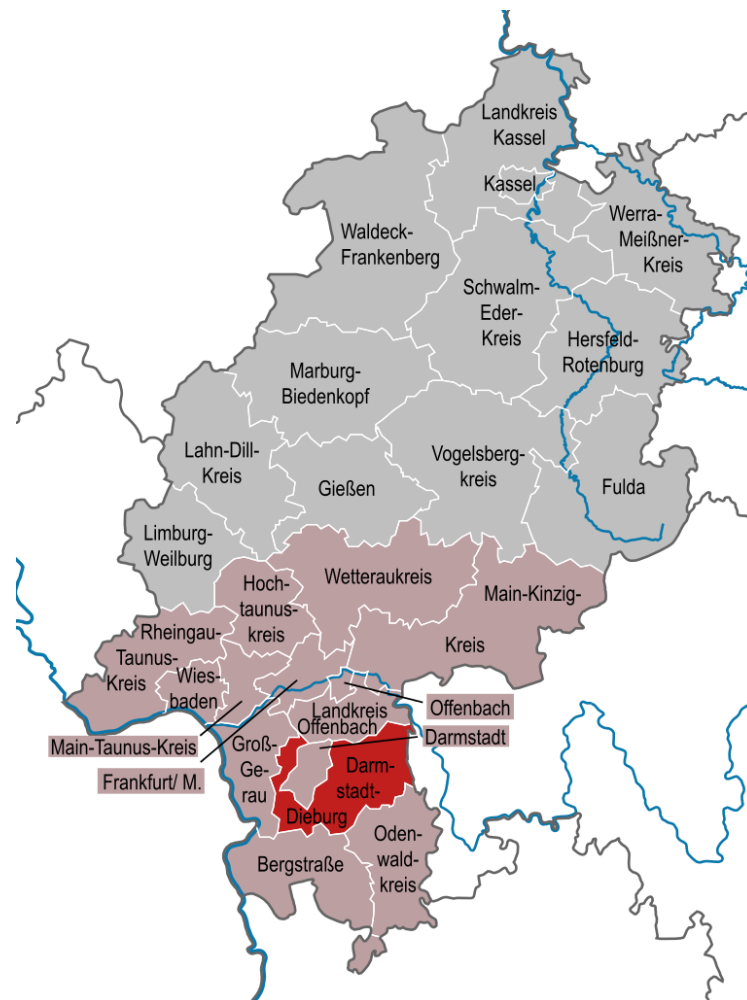 Landkreis
Kassel
Kassel
Werra-
Meißner-
Kreis
Waldeck-
Frankenberg
Schwalm-
Eder-
Kreis
Hersfeld-
Rotenburg
Marburg-
Biedenkopf
Lahn-Dill-
Kreis
Vogelsberg-
kreis
Gießen
Fulda
Limburg-
Weilburg
Wetteraukreis
Hoch-
taunus-
kreis
Main-Kinzig-
Kreis
Rheingau-
Taunus-
Kreis
Wies-
baden
Landkreis
Offenbach
Offenbach
Darmstadt
Main-Taunus-Kreis
Frankfurt/ M.
Groß-
Ge-
rau
Darm-
stadt-
Dieburg
Oden-
wald-
kreis
Bergstraße